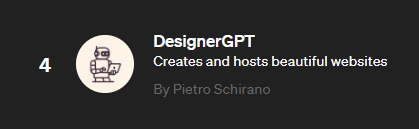 4
DesignerGPT
Creates and hosts beautiful websites
By Pietro Schirano